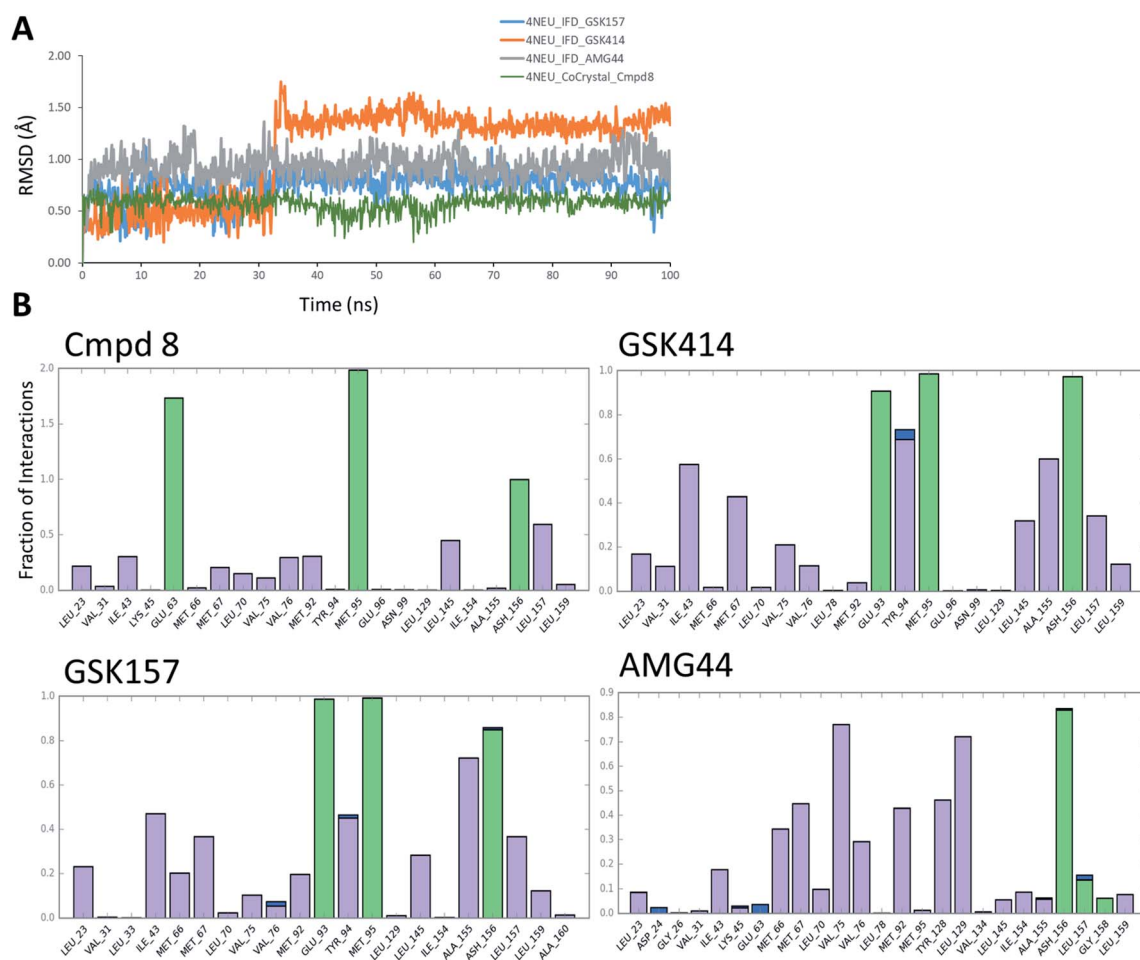 A
4NEU_IFD_GSK157
4NEU_IFD_GSK414
4NEU_IFD_AMG44
4NEU_CoCrystal_Cmpd8
RMSD (Å)
2.00
1.50
1.00
0.50
0.00
0 10 20 30 40 50 60 70 80 90 100
Time (ns)
B
Cmpd 8
Fraction of Interactions
2.0
1.5
1.0
0.5
0.0
LEU_23 VAL_31 ILE_43 LYS_45 GLU_63 MET_66 MET_67 LEU_70 VAL_75 VAL_76 MET_92 TYR_94 MET_95 GLU_96 ASN_99 LEU_129 LEU_145 ILE_154 ALA_155 ASH_156 LEU_157 LEU_159
GSK414
1.0
0.8
0.6
0.4
0.2
0.0
LEU_23 VAL_31 ILE_43 MET_66 MET_67 LEU_70 VAL_75 VAL_76 LEU_78 MET_92 GLU_93 TYR_94 MET_95 GLU_96 ASN_99 LEU_129 LEU_145 ALA_155 ASH_156 LEU_157 LEU_159
GSK157
1.0
0.8
0.6
0.4
0.2
0.0
LEU_23 VAL_31 LEU_33 ILE_43 MET_66 MET_67 LEU_70 VAL_75 VAL_76 MET_92 GLU_93 TYR_94 MET_95 LEU_129 LEU_145 ILE_154 ALA_155 ASH_156 LEU_157 LEU_159 ALA_160
AMG44
0.9
0.8
0.7
0.6
0.5
0.4
0.3
0.2
0.1
0.0
LEU_23 ASP_24 GLY_26 VAL_31 ILE_43 LYS_45 GLU_63 MET_66 MET_67 LEU_70 VAL_75 VAL_76 LEU_78 MET_92 MET_95 TYR_128 LEU_129 VAL_134 LEU_145 ILE_154 ALA_155 ASH_156 LEU_157 GLY_158 LEU_159